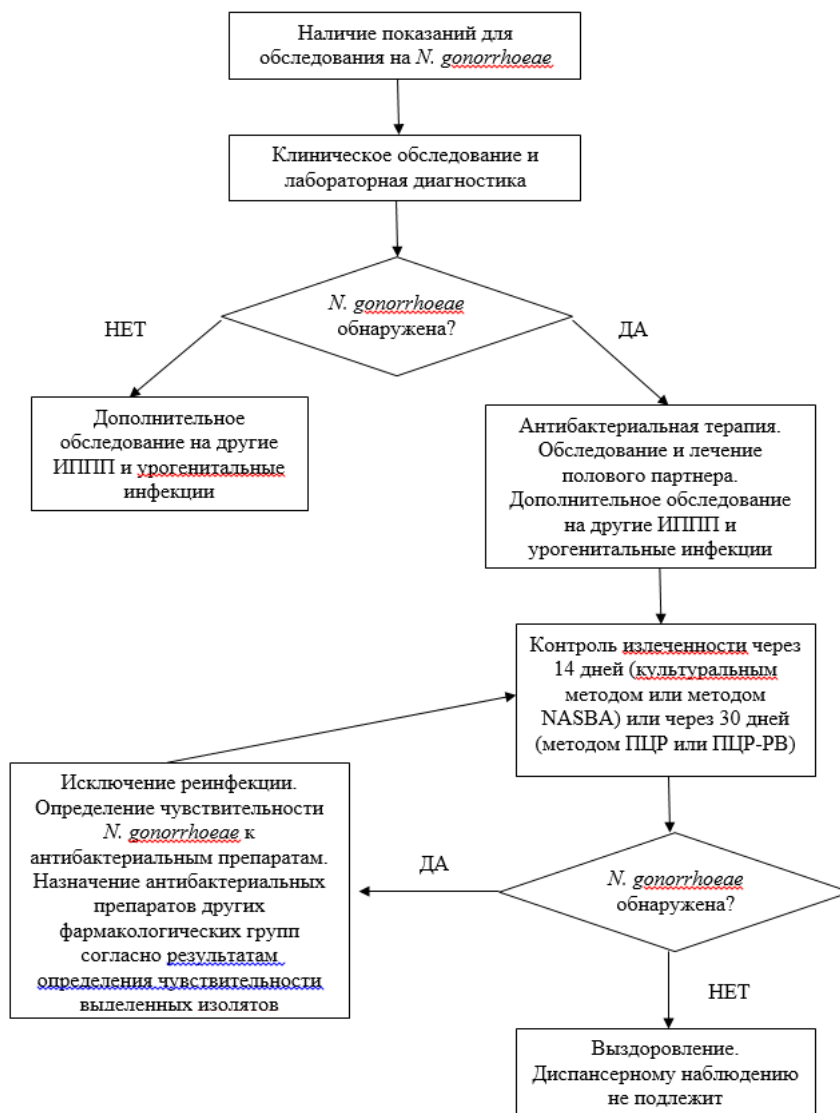 Наличие показаний для
обследования на N. gonorrhoeae
Клиническое обследование и
лабораторная диагностика
N. gonorrhoeae
обнаружена?
НЕТ
ДА
Дополнительное
обследование на другие
ИППП и урогенитальные
инфекции
Антибактериальная терапия.
Обследование и лечение
полового партнера.
Дополнительное обследование
на другие ИППП и
урогенитальные инфекции
Контроль излеченности через
14 дней (культуральным
методом или методом
NASBA) или через 30 дней
(методом ПЦР или ПЦР-РВ)
Исключение реинфекции.
Определение чувствительности
N. gonorrhoeae к
антибактериальным препаратам.
Назначение антибактериальных
препаратов других
фармакологических групп
согласно результатам
определения чувствительности
выделенных изолятов
ДА
N. gonorrhoeae
обнаружена?
НЕТ
Выздоровление.
Диспансерному наблюдению
не подлежит